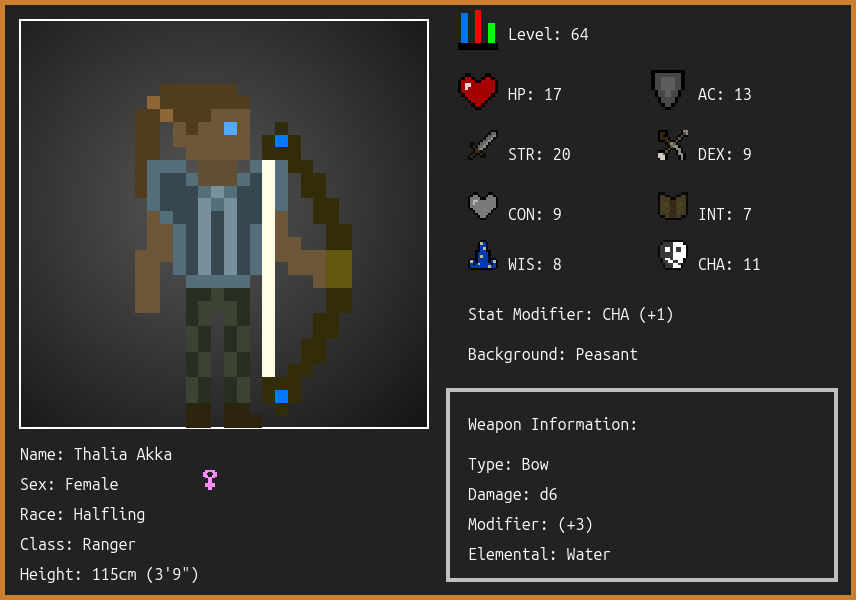 Level: 64
HP: 17
AC: 13
STR: 20
DEX: 9
CON: 9
INT: 7
WIS: 8
CHA: 11
Stat Modifier: CHA (+1)
Background: Peasant
Weapon Information:
Type: Bow
Damage: d6
Modifier: (+3)
Elemental: Water
Name: Thalia Akka
Sex: Female
Race: Halfling
Class: Ranger
Height: 115cm (3'9")